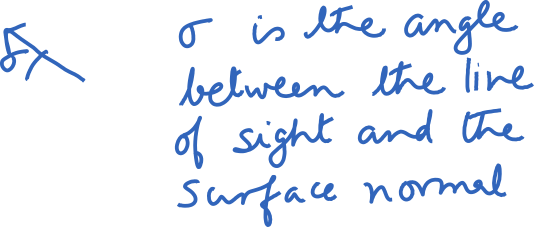 σ is the angle
between the line
of sight and the
surface normal
σ